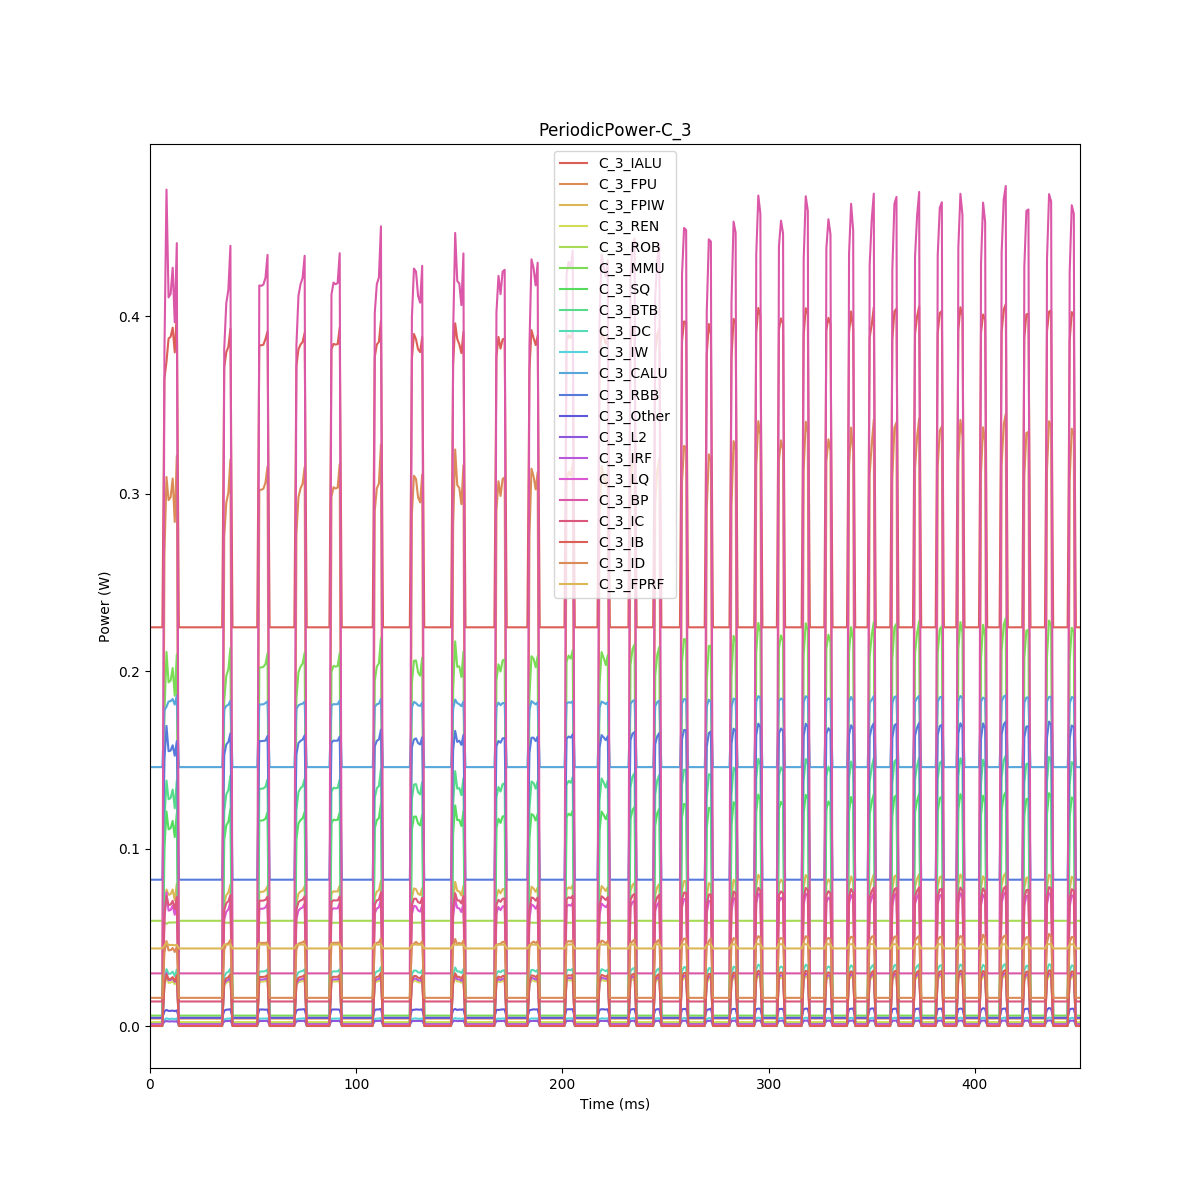 PeriodicPower-C_3
C_3_IALU
C_3_FPU
C_3_FPIW
C_3_REN
C_3_ROB
C_3_MMU
C_3_SQ
C_3_BTB
C_3_DC
C_3_IW
C_3_CALU
C_3_RBB
C_3_Other
C_3_L2
C_3_IRF
C_3_LQ
C_3_BP
C_3_IC
C_3_IB
C_3_ID
C_3_FPRF
Power (W)
0.4
0.3
0.2
0.1
0.0
0 100 200 300 400
Time (ms)